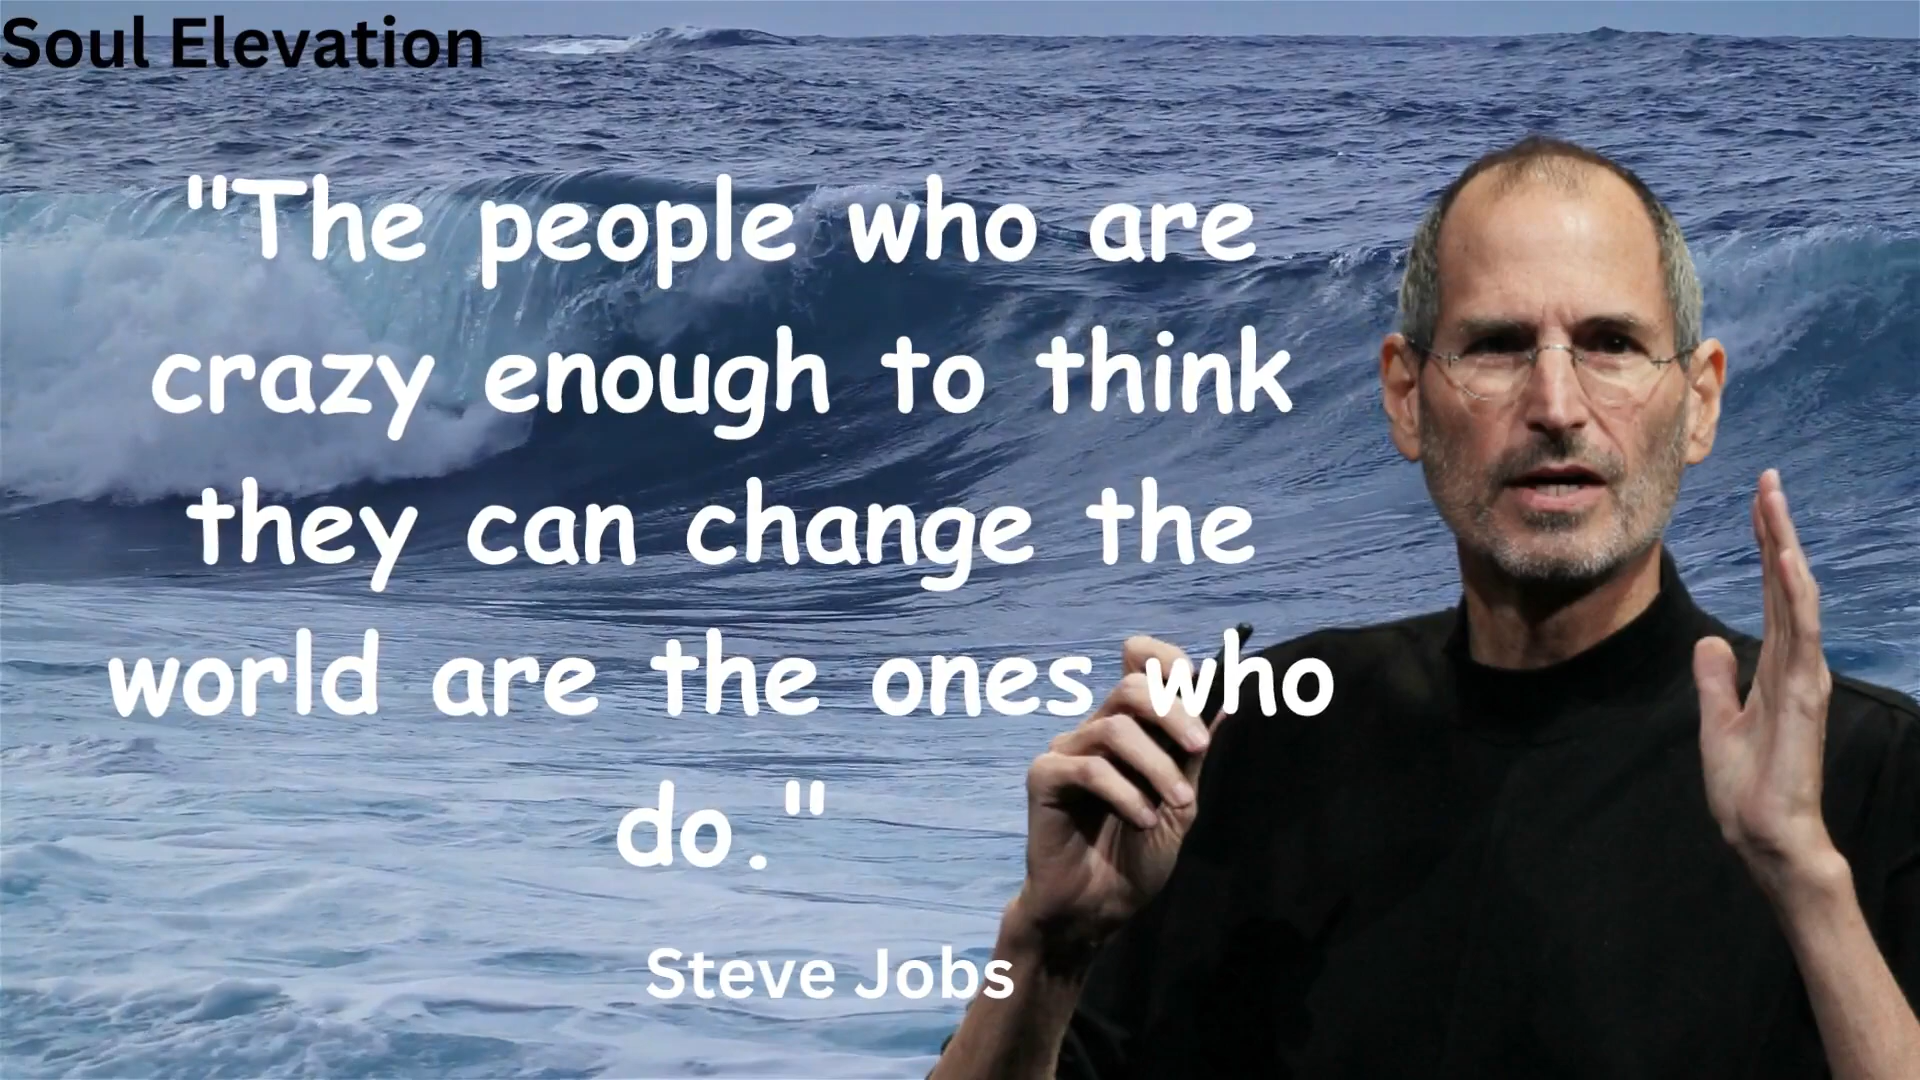 Soul Elevation
"The people who are
crazy enough to think
they can change the
world are the ones who
do."
Steve Jobs